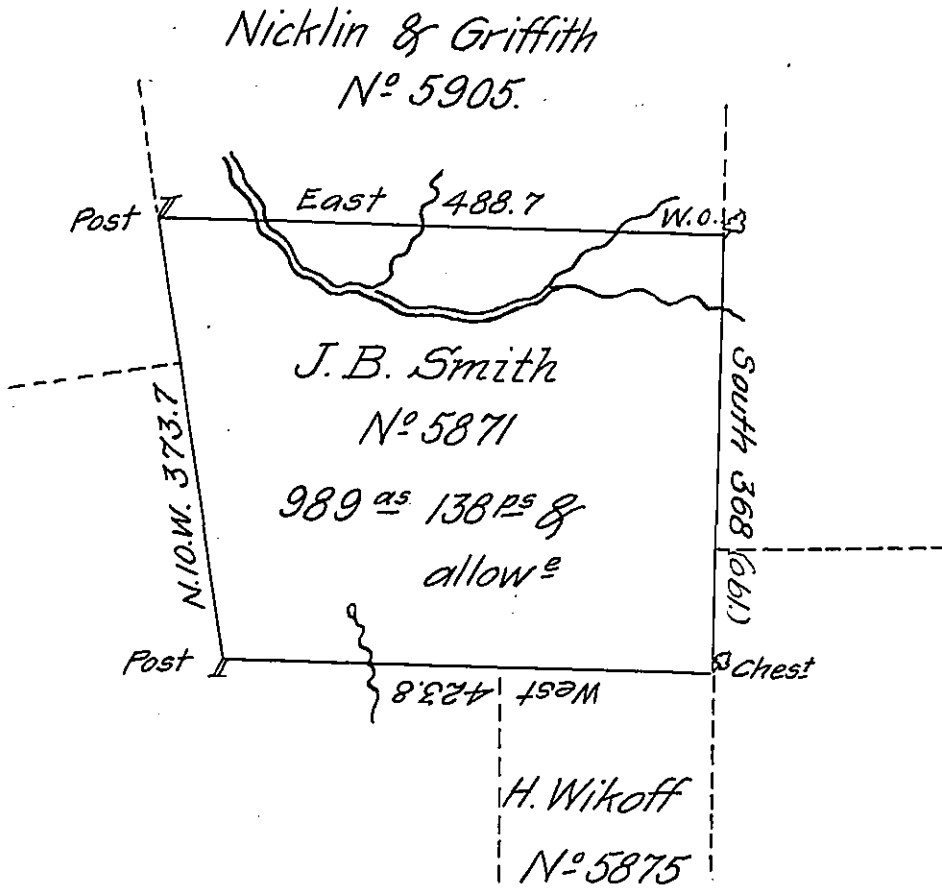 Nicklin & Griffith
Nº 5905.
Post
East 488.7
W.O.
J.B. Smith
Nº 5871
989 as 138 ps &
allow e
N.10.W. 373.7
South 368 (obl.)
Post
West 423.8
Chest
H. Wikoff
Nº 5875